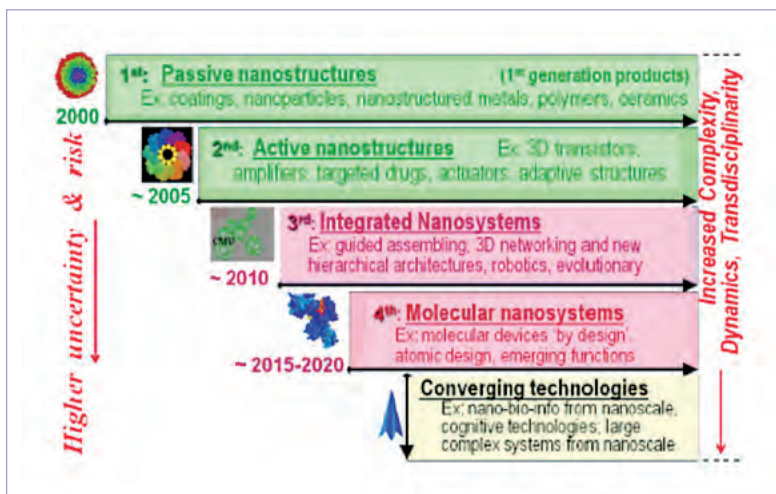 1st: Passive nanostructures (1st generation products)
Ex: coatings, nanoparticles, nanostructured metals, polymers, ceramics
2000
2nd: Active nanostructures Ex: 3D transistors,
amplifiers, targeted drugs, actuators, adaptive structures
~ 2005
CMU
3rd: Integrated Nanosystems
Ex: guided assembling, 3D networking and new
hierarchical architectures, robotics, evolutionary
~ 2010
4th: Molecular nanosystems
Ex: molecular devices 'by design',
atomic design, emerging functions
~ 2015-2020
Converging technologies
Ex: nano-bio-info from nanoscale,
cognitive technologies; large
complex systems from nanoscale
Higher uncertainty & risk
Increased Complexity,
Dynamics, Transdisciplinarity